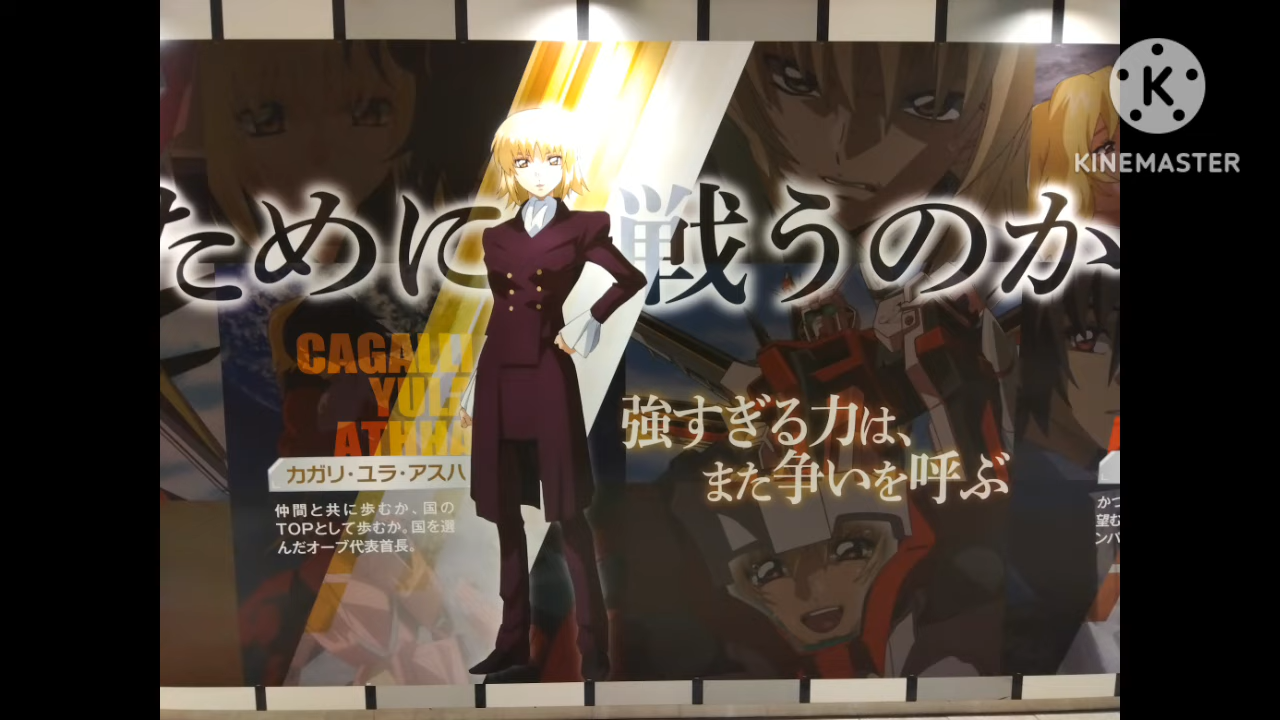 ために戦うのか
CAGALLI
YULA
ATHHA
カガリ・ユラ・アスハ
仲間と共に歩むか、国の
TOPとして歩むか。国を選
んだオーブ代表首長。
強すぎる力は、
また争いを呼ぶ
かつ
望む
ンバ
K
KINEMASTER